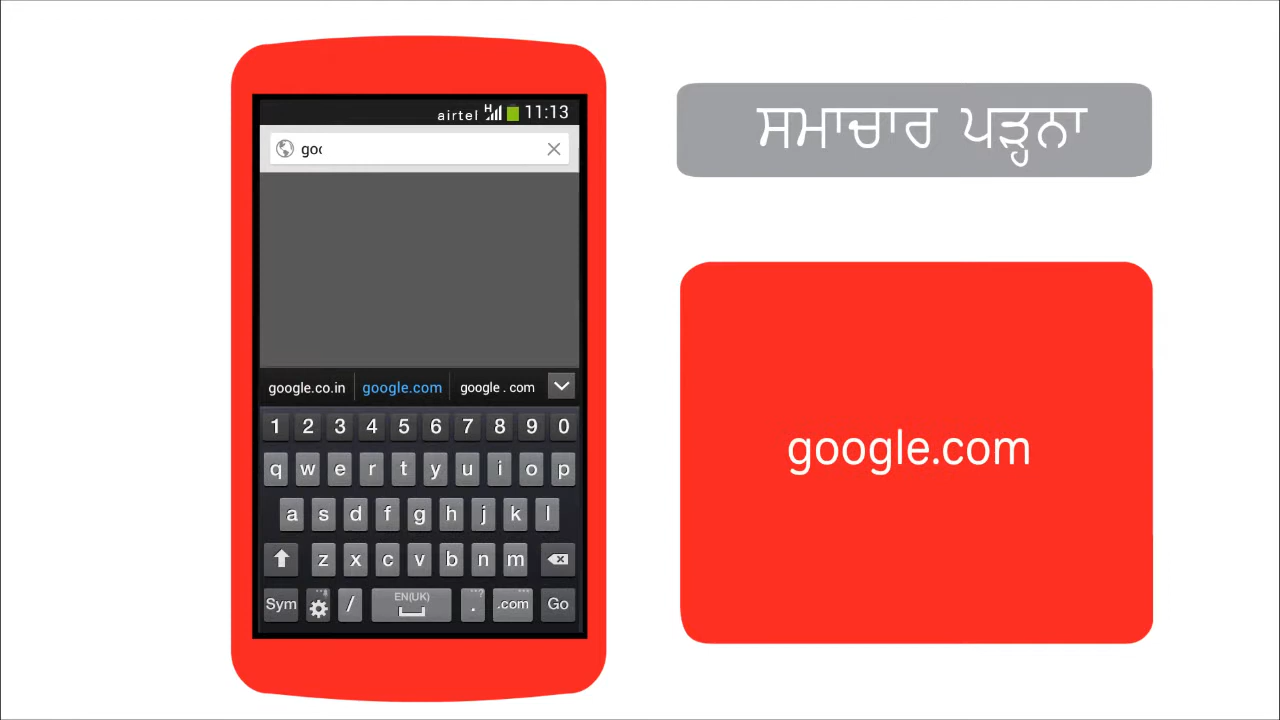 airtel H 11:13
goo
google.co.in google.com google . com
1 2 3 4 5 6 7 8 9 0
q w e r t y u i o p
a s d f g h j k l
z x c v b n m
Sym / EN(UK) . .com Go
ਸਮਾਚਾਰ ਪੜ੍ਹਨਾ
google.com